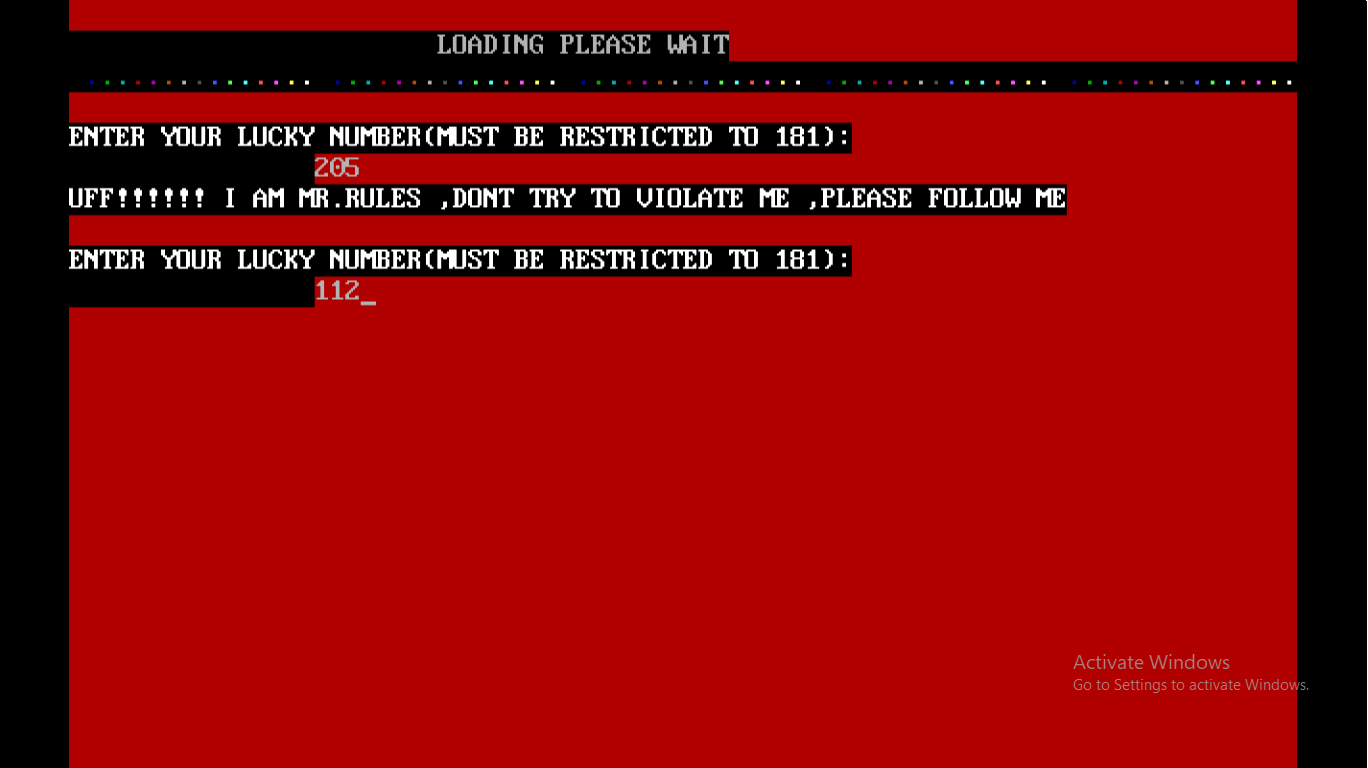 LOADING PLEASE WAIT
ENTER YOUR LUCKY NUMBER(MUST BE RESTRICTED TO 181):
205
UFF!!!!!! I AM MR.RULES ,DONT TRY TO VIOLATE ME ,PLEASE FOLLOW ME
ENTER YOUR LUCKY NUMBER(MUST BE RESTRICTED TO 181):
112_
Activate Windows
Go to Settings to activate Windows.